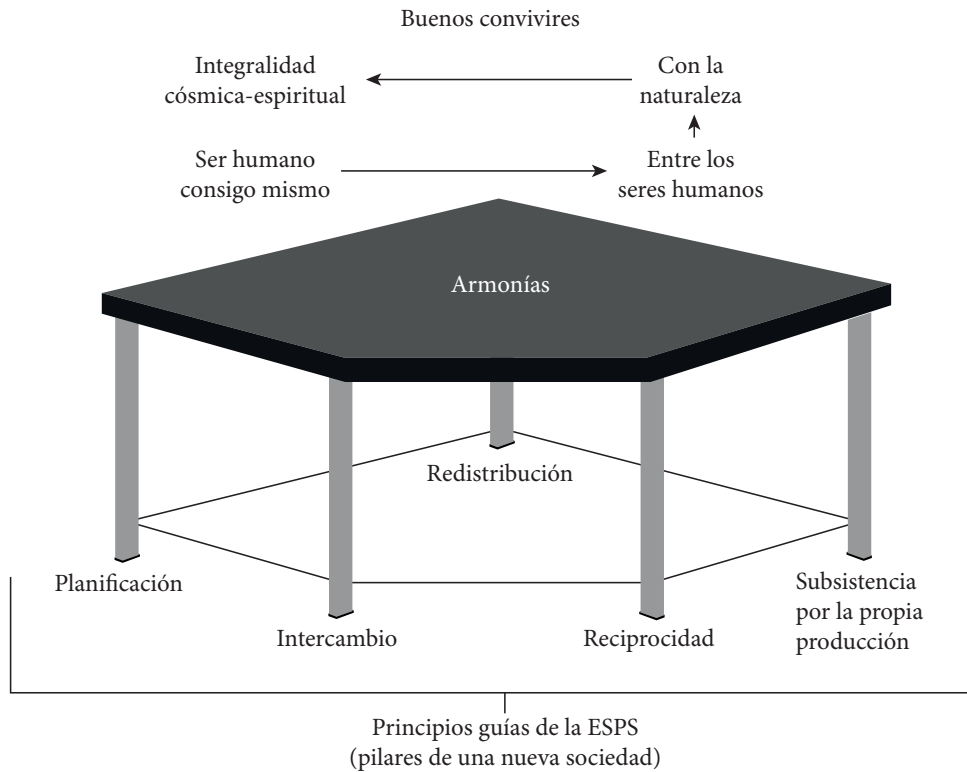 Buenos convivires
Integralidad
cósmica-espiritual
Con la
naturaleza
Ser humano
consigo mismo
Entre los
seres humanos
Armonías
Redistribución
Planificación
Intercambio
Reciprocidad
Subsistencia
por la propia
producción
Principios guías de la ESPS
(pilares de una nueva sociedad)